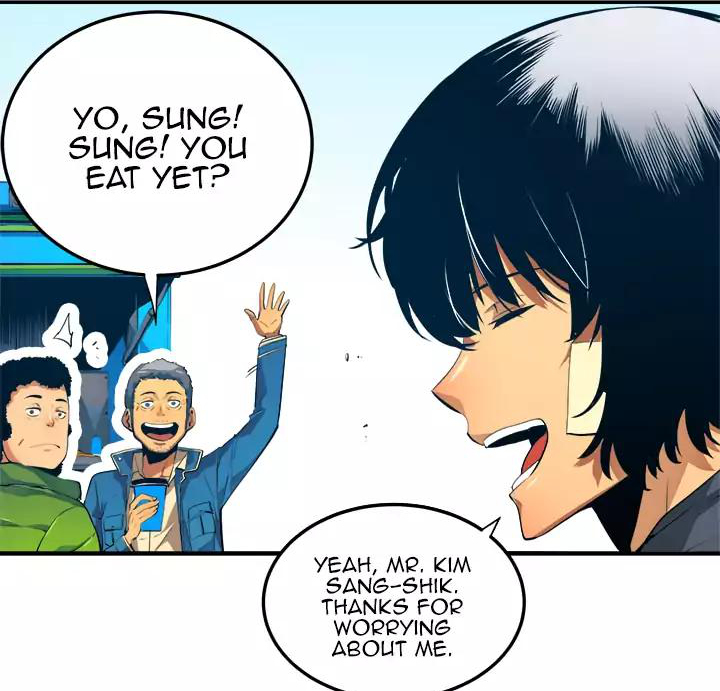 YO, SUNG!
SUNG! YOU
EAT YET?
YEAH, MR. KIM
SANG-SHIK.
THANKS FOR
WORRYING
ABOUT ME.